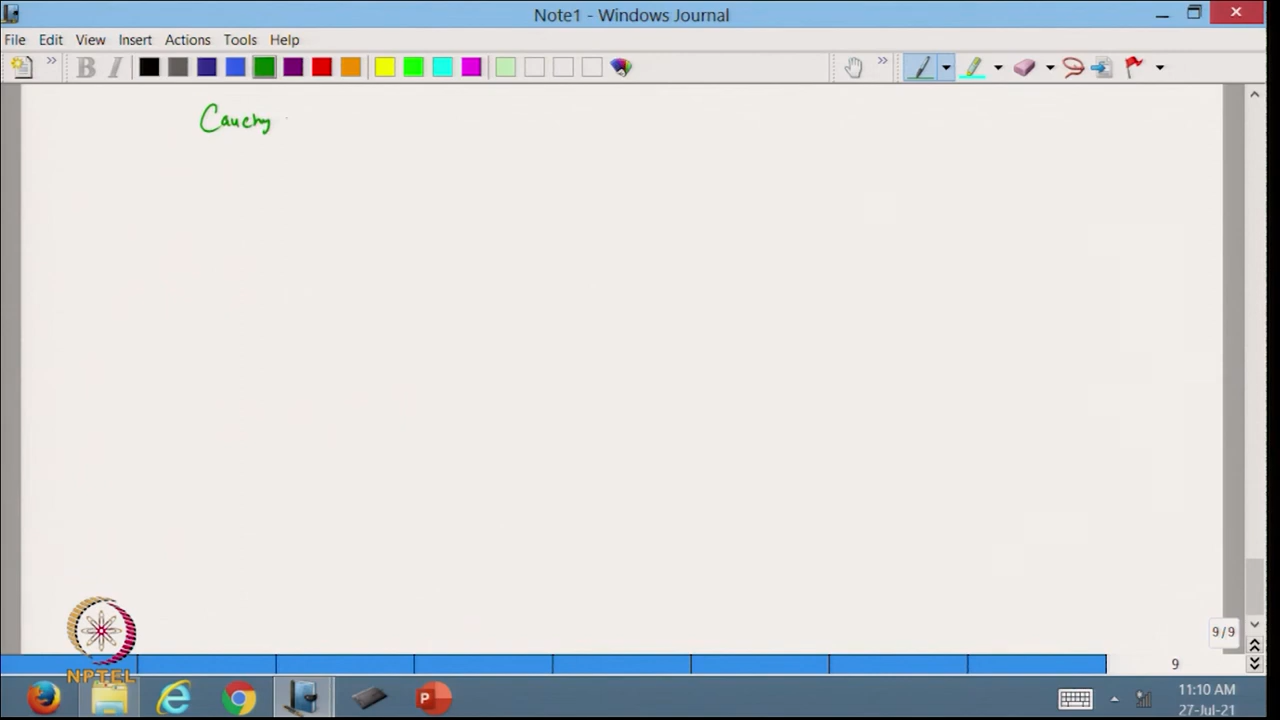 Note1 - Windows Journal
File Edit View Insert Actions Tools Help
B I
Cauchy
9 / 9
9
NPTEL
11:10 AM
27-Jul-21